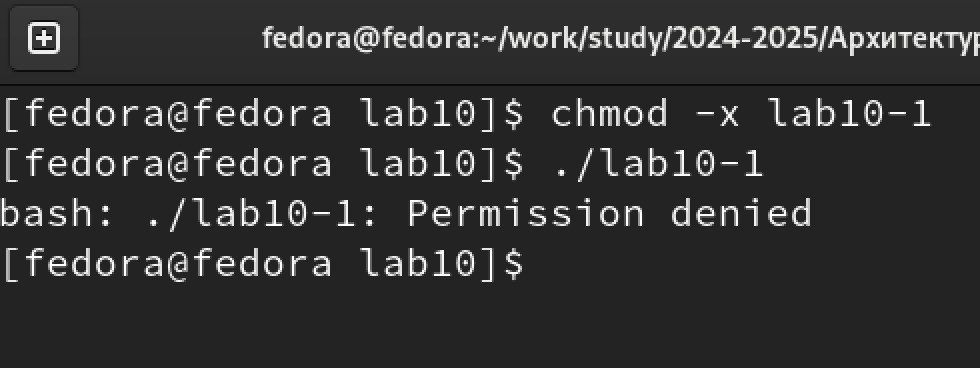 fedora@fedora:~/work/study/2024-2025/Архитектур
[fedora@fedora lab10]$ chmod -x lab10-1
[fedora@fedora lab10]$ ./lab10-1
bash: ./lab10-1: Permission denied
[fedora@fedora lab10]$